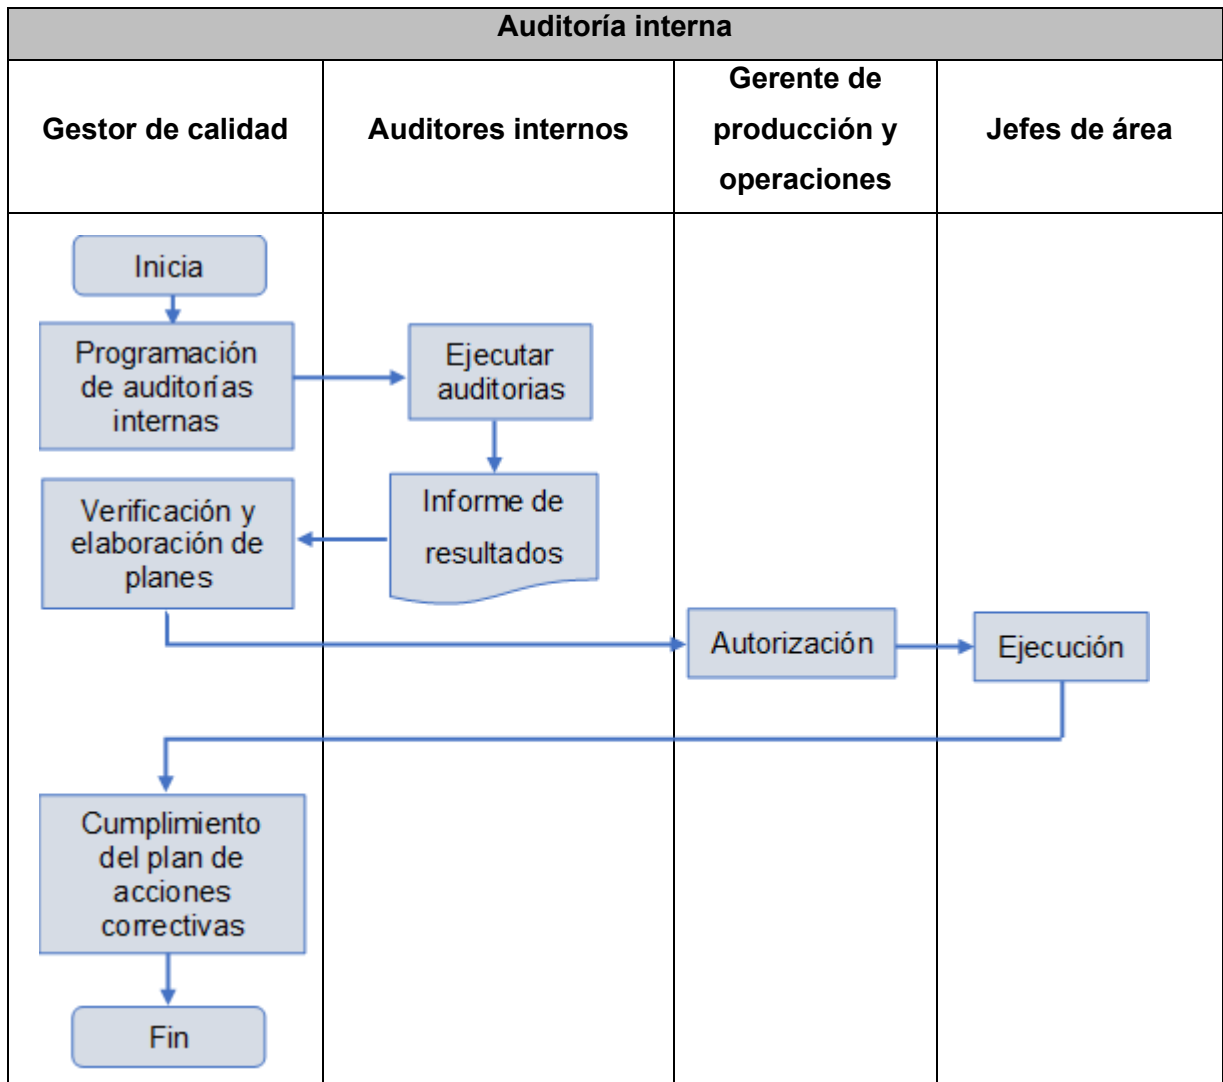 Auditoría interna
Gestor de calidad
Auditores internos
Gerente de
producción y
operaciones
Jefes de área
Inicia
Programación
de auditorías
internas
Ejecutar
auditorias
Informe de
resultados
Verificación y
elaboración de
planes
Autorización
Ejecución
Cumplimiento
del plan de
acciones
correctivas
Fin